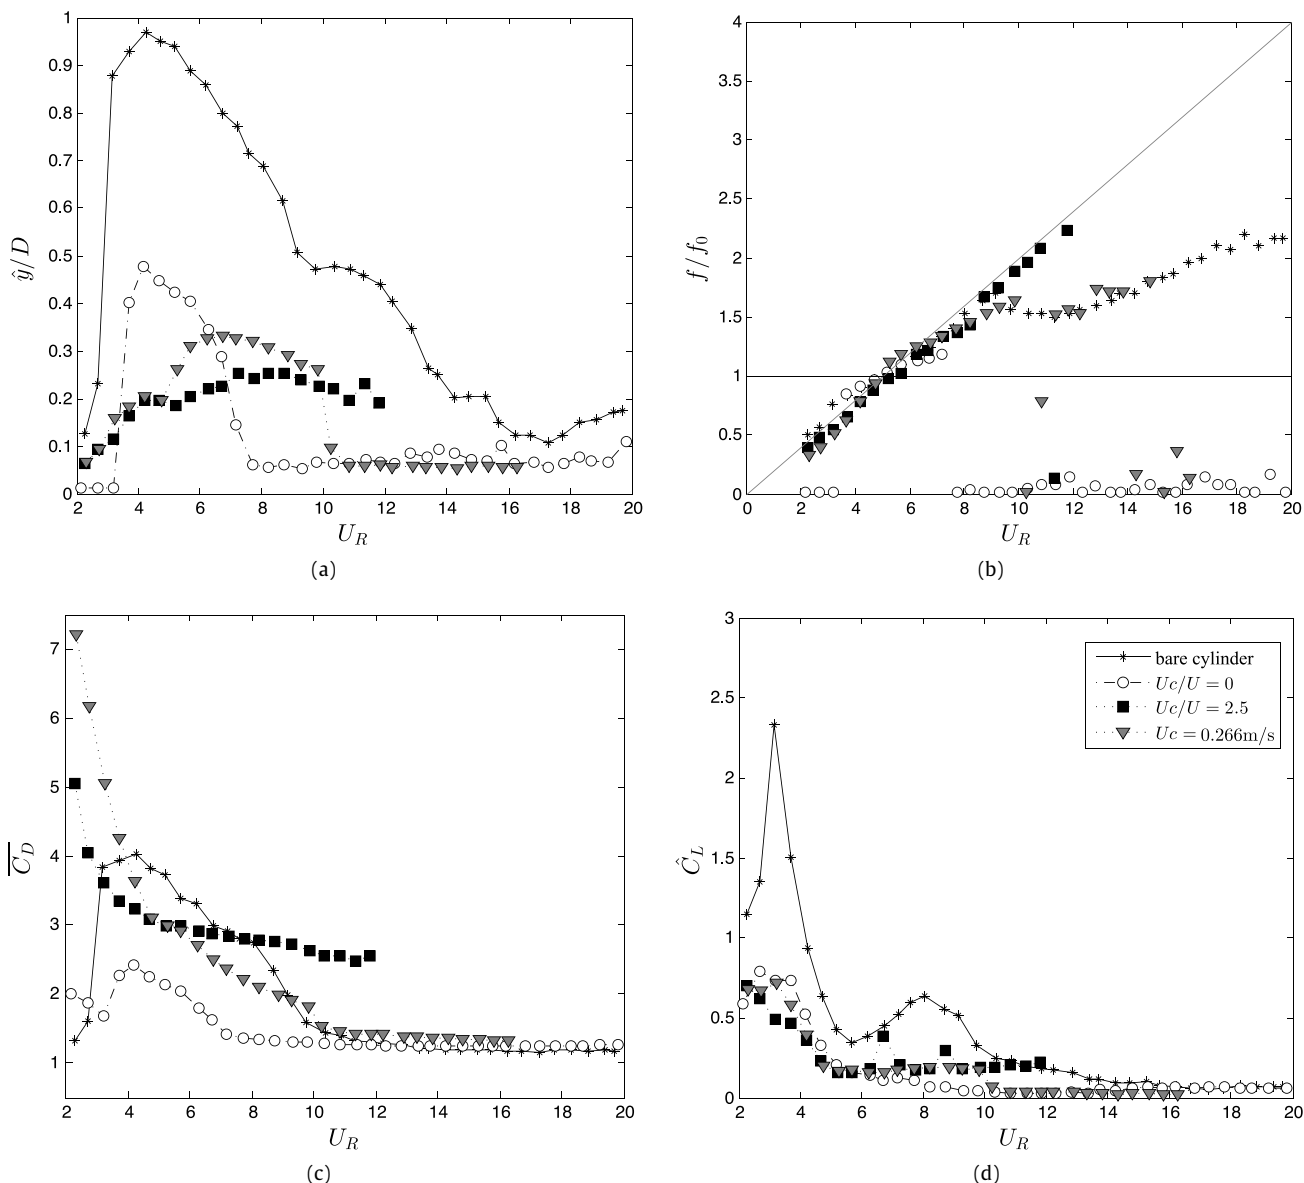 1
0.9
0.8
0.7
0.6
0.5
0.4
0.3
0.2
0.1
0
ŷ/D
2 4 6 8 10 12 14 16 18 20
U_R
(a)
4
3.5
3
2.5
2
1.5
1
0.5
0
f/f_0
0 2 4 6 8 10 12 14 16 18 20
U_R
(b)
7
6
5
4
3
2
1
\overline{C_D}
2 4 6 8 10 12 14 16 18 20
U_R
(c)
3
2.5
2
1.5
1
0.5
0
Ĉ_L
bare cylinder
Uc/U = 0
Uc/U = 2.5
Uc = 0.266m/s
2 4 6 8 10 12 14 16 18 20
U_R
(d)